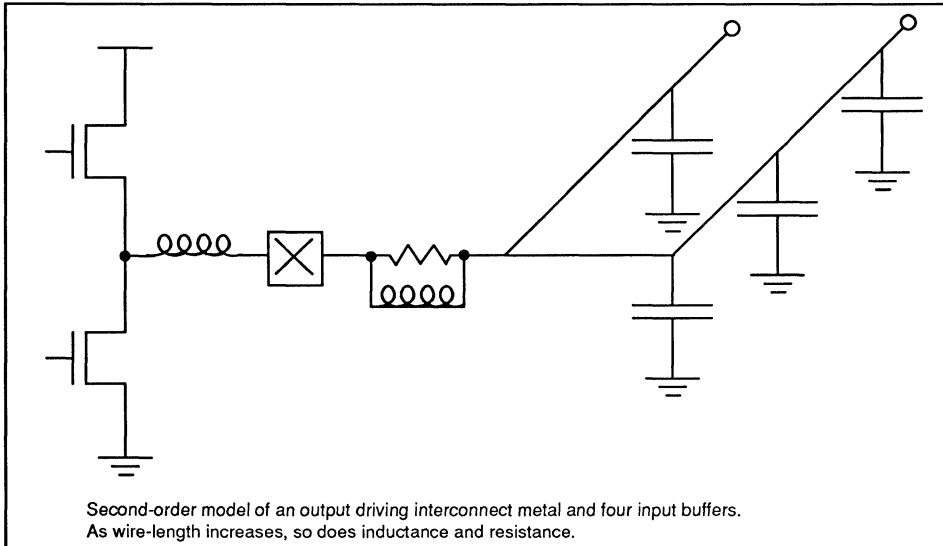 Second-order model of an output driving interconnect metal and four input buffers.
As wire-length increases, so does inductance and resistance.